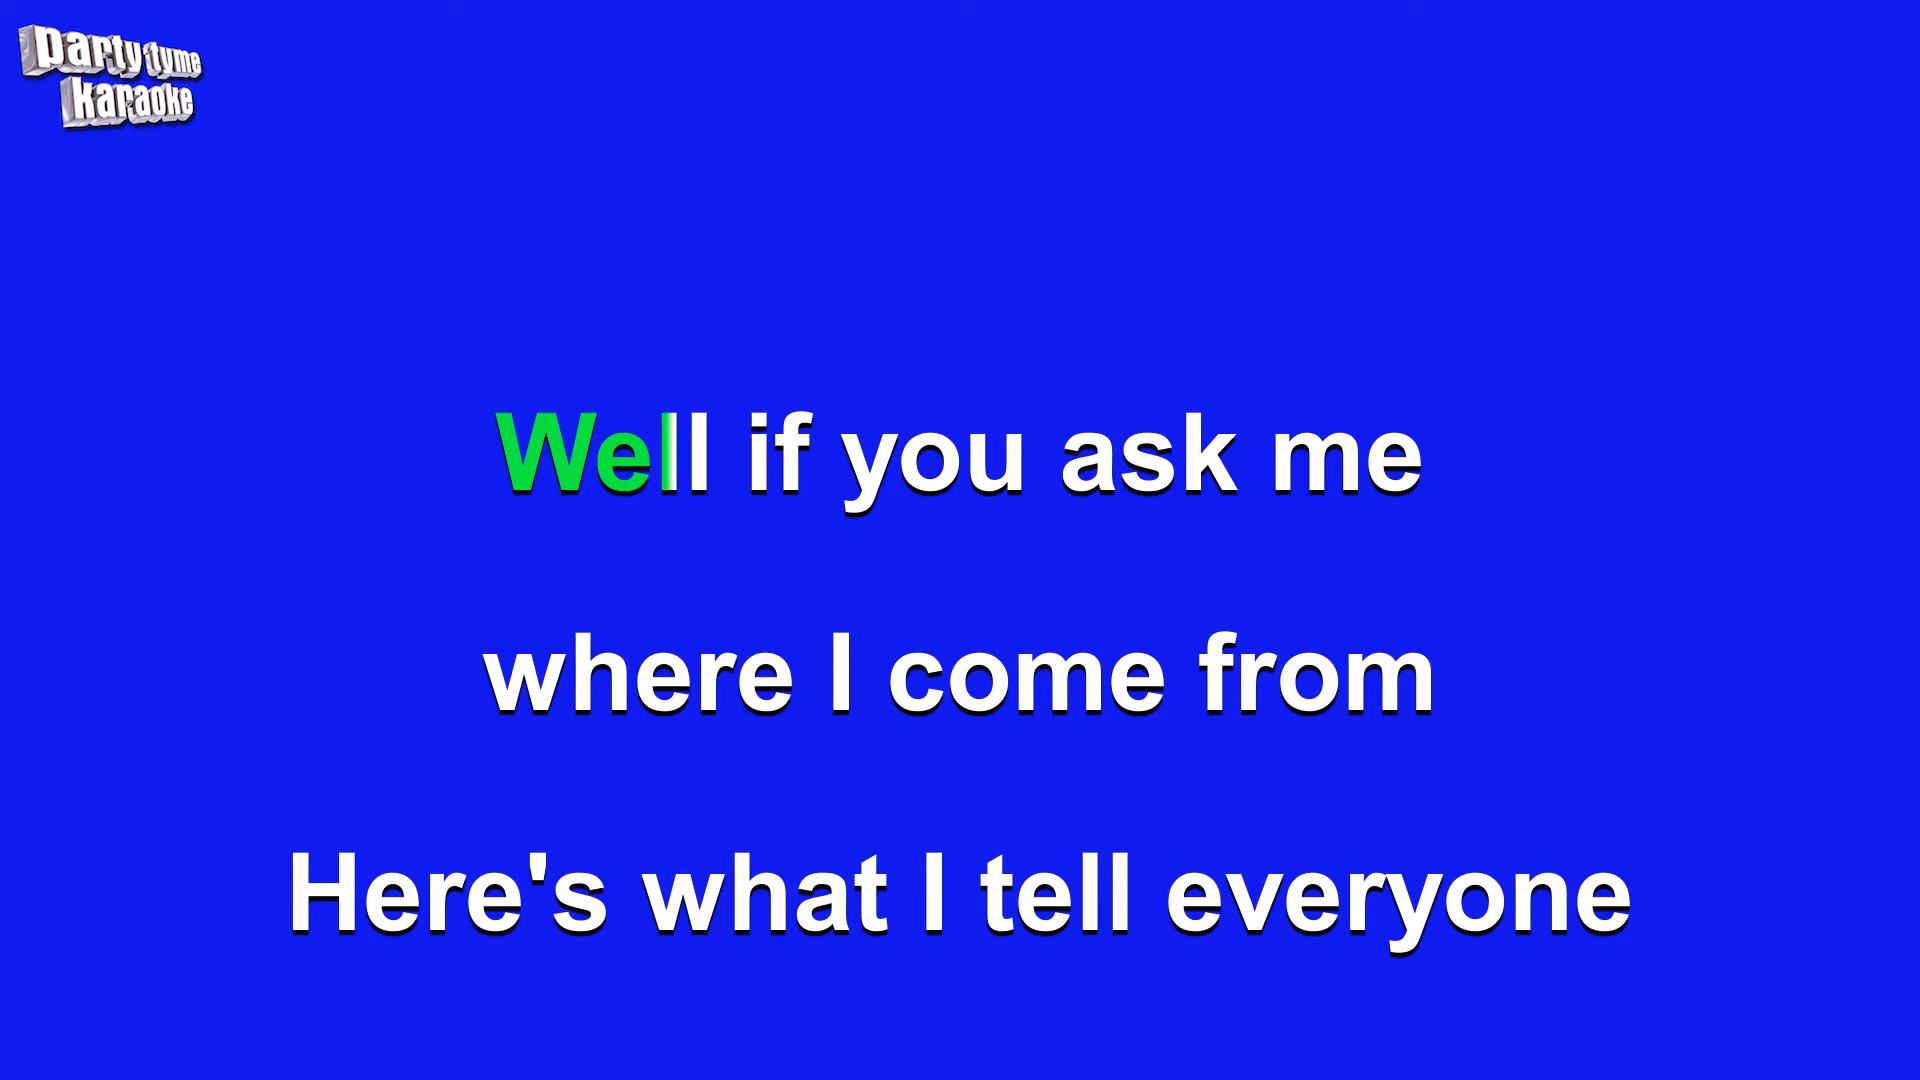 party tyme
karaoke
Well if you ask me
where I come from
Here's what I tell everyone